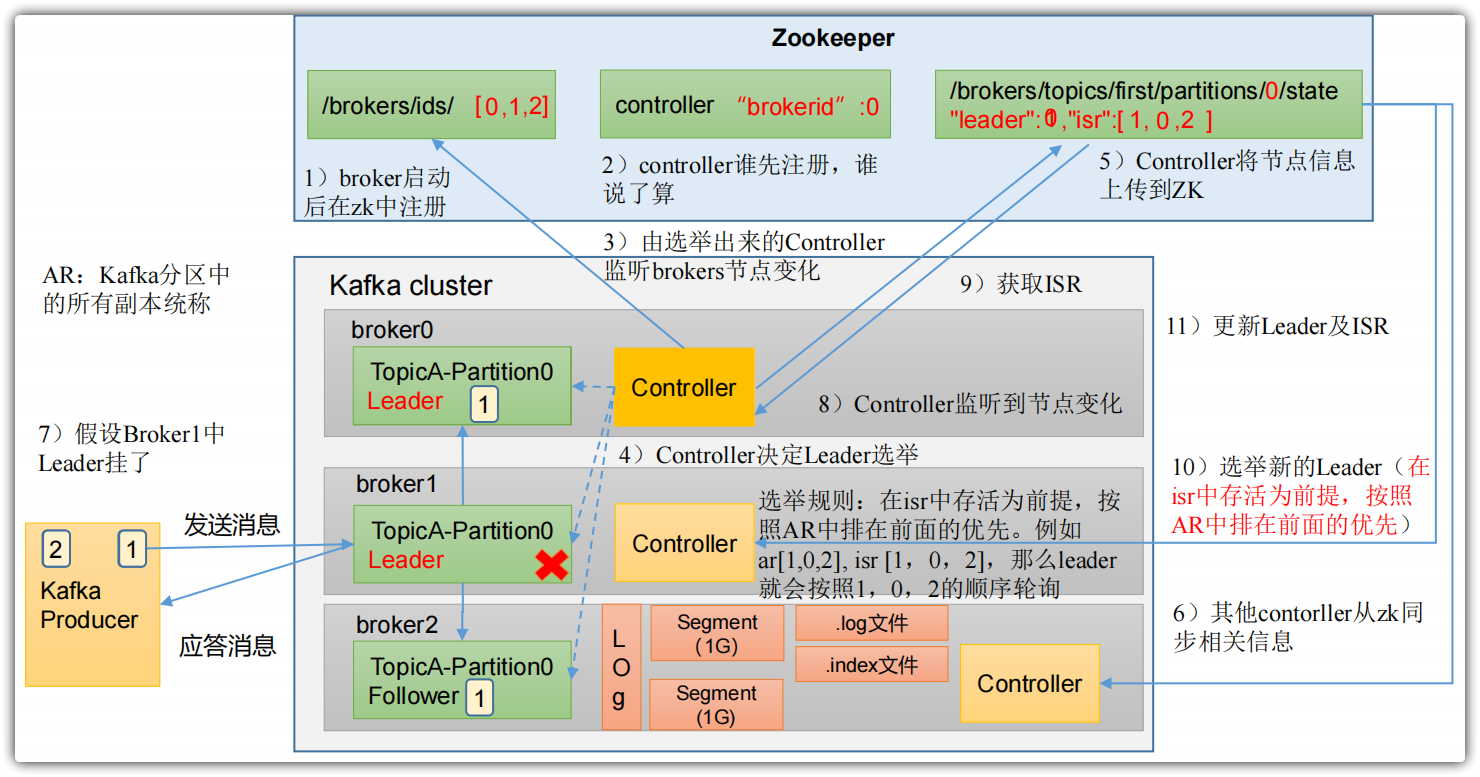 Zookeeper
/brokers/ids/ [0,1,2]
controller “brokerid”:0
/brokers/topics/first/partitions/0/state
"leader": ,"isr":[ 1, 0 ,2 ]
1）broker启动
后在zk中注册
2）controller谁先注册，谁
说了算
5）Controller将节点信息
上传到ZK
3）由选举出来的Controller
监听brokers节点变化
AR：Kafka分区中
的所有副本统称
Kafka cluster
9）获取ISR
11）更新Leader及ISR
broker0
TopicA-Partition0
Leader 1
Controller
8）Controller监听到节点变化
7）假设Broker1中
Leader挂了
4）Controller决定Leader选举
broker1
TopicA-Partition0
Leader
Controller
选举规则：在isr中存活为前提，按
照AR中排在前面的优先。例如
ar[1,0,2], isr [1，0，2]，那么leader
就会按照1，0，2的顺序轮询
10）选举新的Leader（在
isr中存活为前提，按照
AR中排在前面的优先）
发送消息
2 1
Kafka
Producer
应答消息
broker2
TopicA-Partition0
Follower 1
L
O
g
Segment
(1G)
Segment
(1G)
.log文件
.index文件
Controller
6）其他contorller从zk同
步相关信息